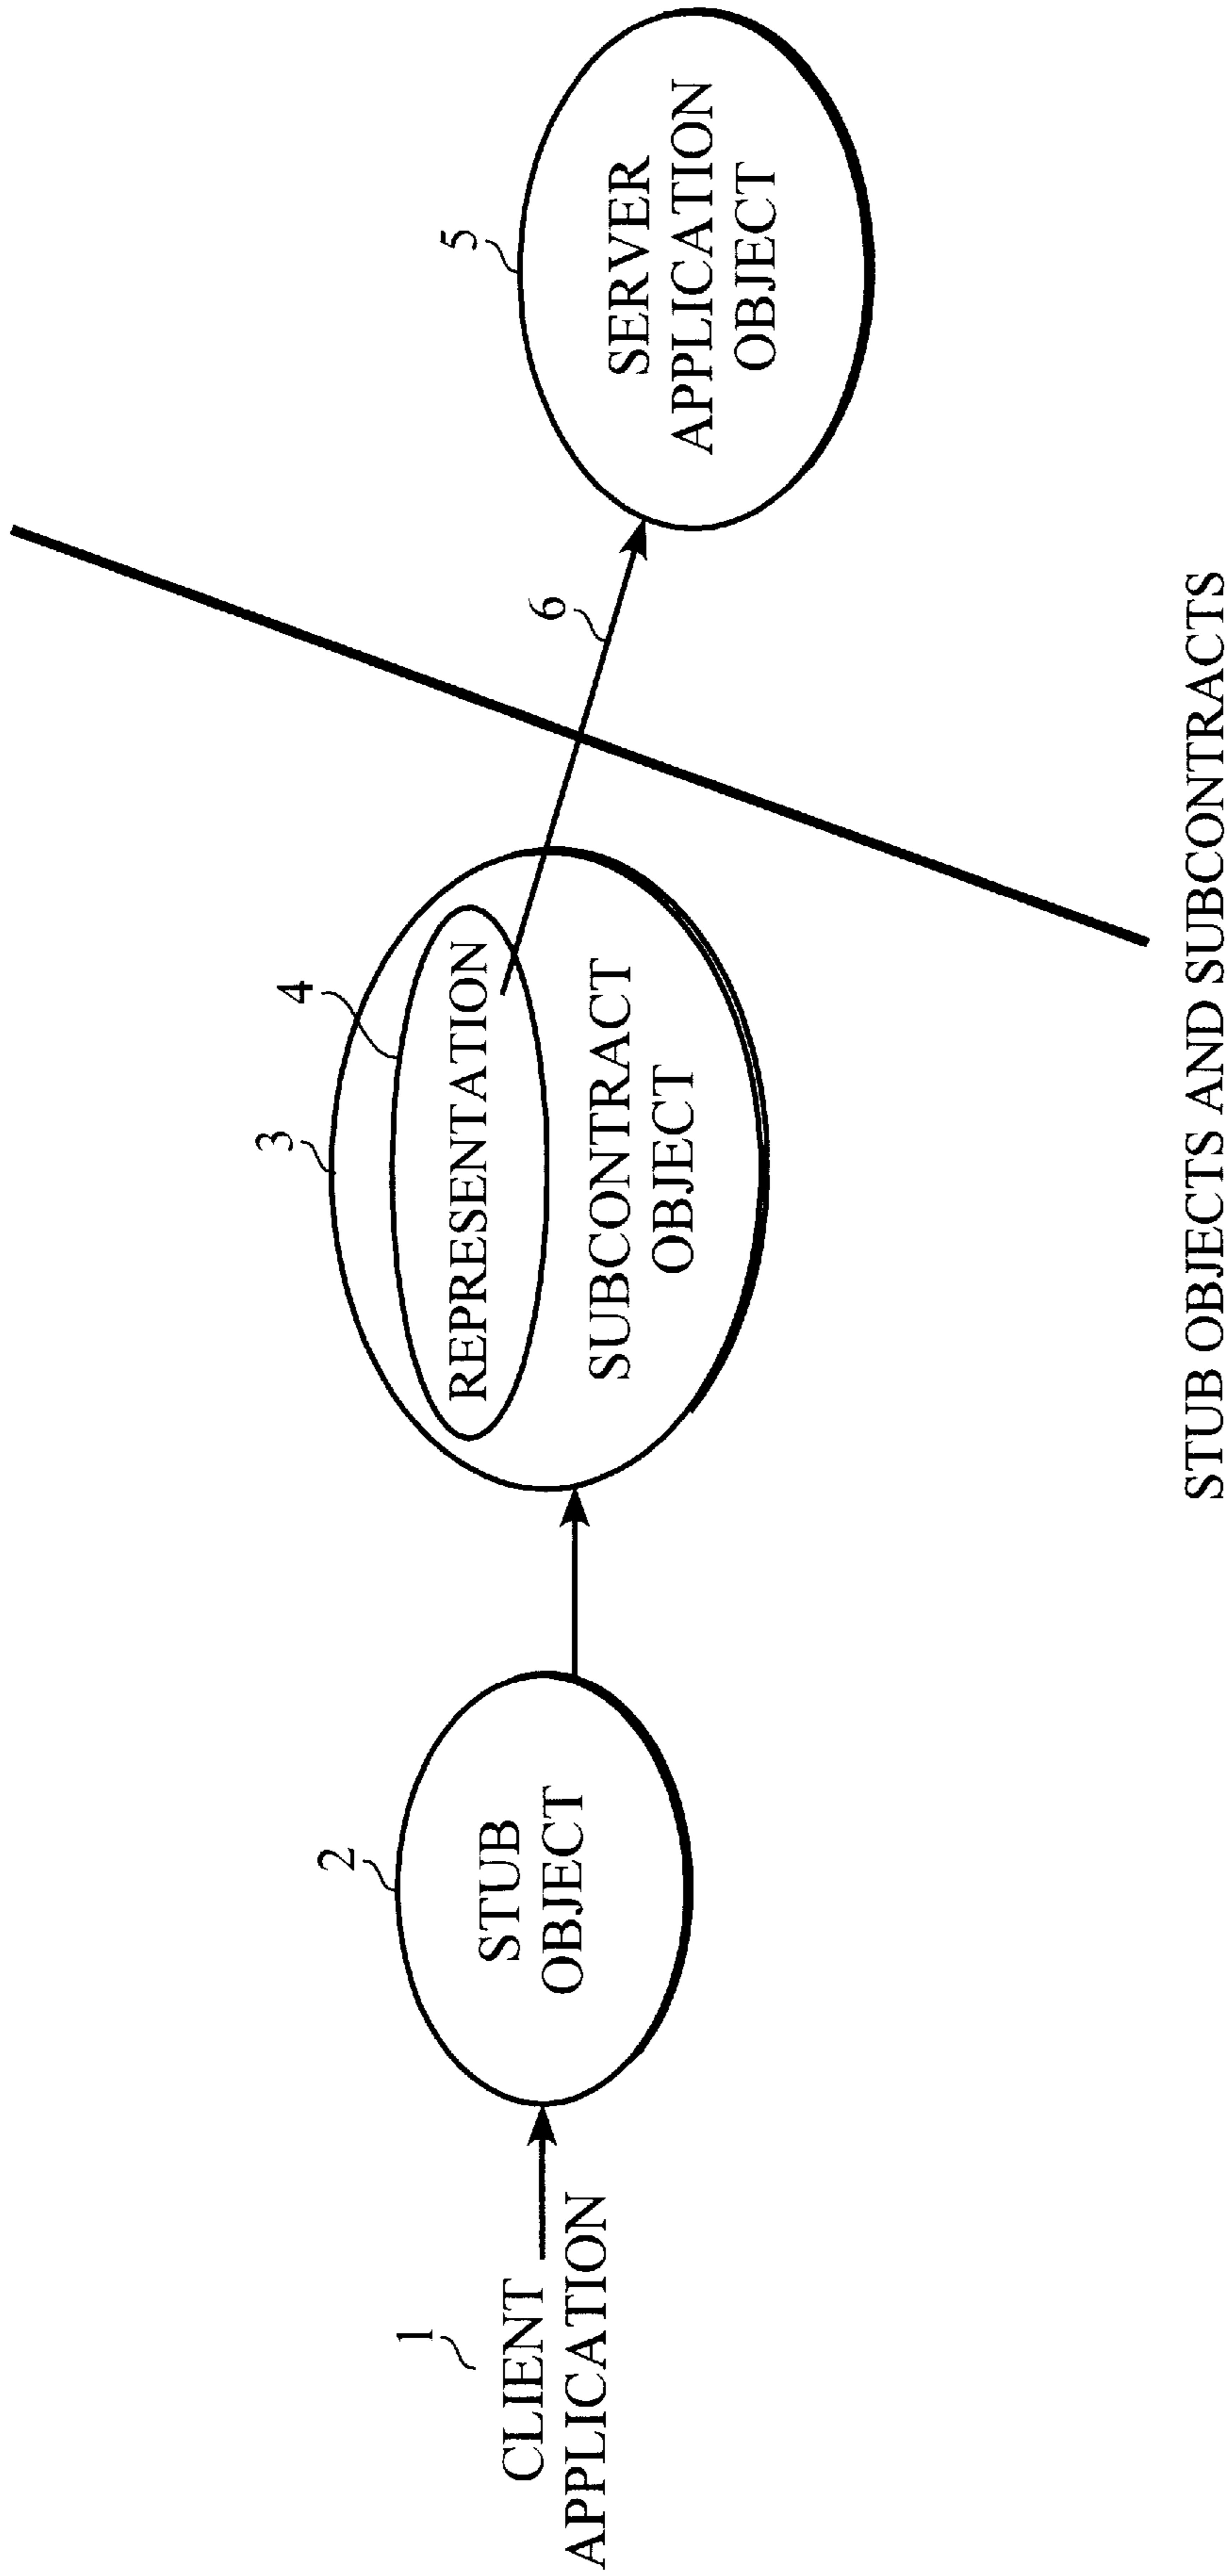 1
CLIENT
APPLICATION
2
STUB
OBJECT
3
4
REPRESENTATION
SUBCONTRACT
OBJECT
6
5
SERVER
APPLICATION
OBJECT
STUB OBJECTS AND SUBCONTRACTS